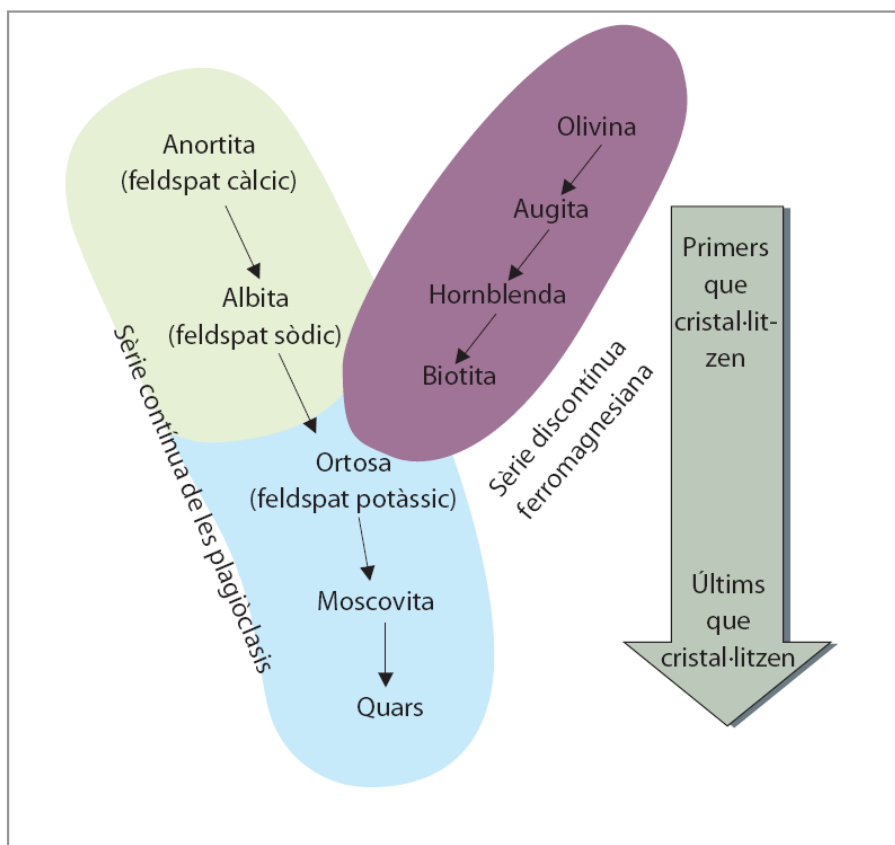 Anortita
(feldspat càlcic)
Albita
(feldspat sòdic)
Sèrie contínua de les plagiòclasis
Ortosa
(feldspat potàssic)
Moscovita
Quars
Olivina
Augita
Hornblenda
Biotita
Sèrie discontínua
ferromagnesiana
Primers
que
cristal·lit-
zen
Últims
que
cristal·litzen